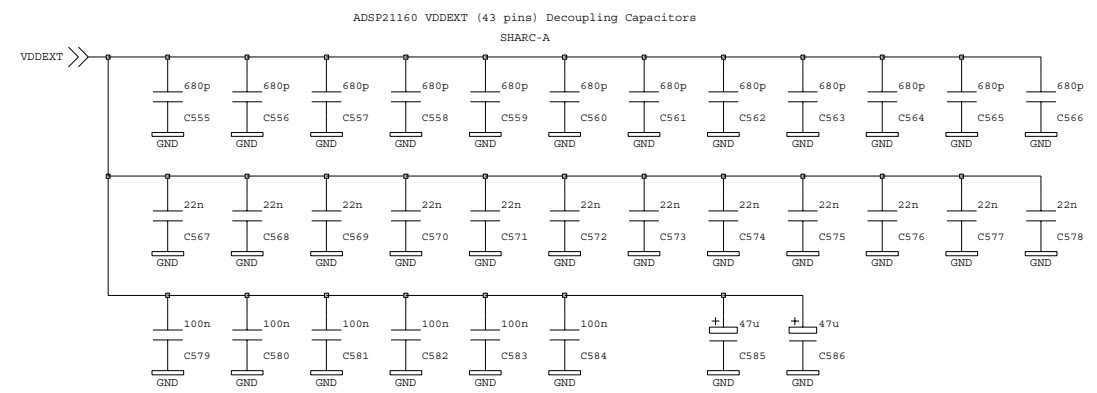 ADSP21160 VDDEXT (43 pins) Decoupling Capacitors
SHARC-A
VDDEXT
680p 680p 680p 680p 680p 680p 680p 680p 680p 680p 680p 680p
C555 C556 C557 C558 C559 C560 C561 C562 C563 C564 C565 C566
GND GND GND GND GND GND GND GND GND GND GND GND
22n 22n 22n 22n 22n 22n 22n 22n 22n 22n 22n 22n
C567 C568 C569 C570 C571 C572 C573 C574 C575 C576 C577 C578
GND GND GND GND GND GND GND GND GND GND GND GND
100n 100n 100n 100n 100n 100n + 47u + 47u
C579 C580 C581 C582 C583 C584 C585 C586
GND GND GND GND GND GND GND GND